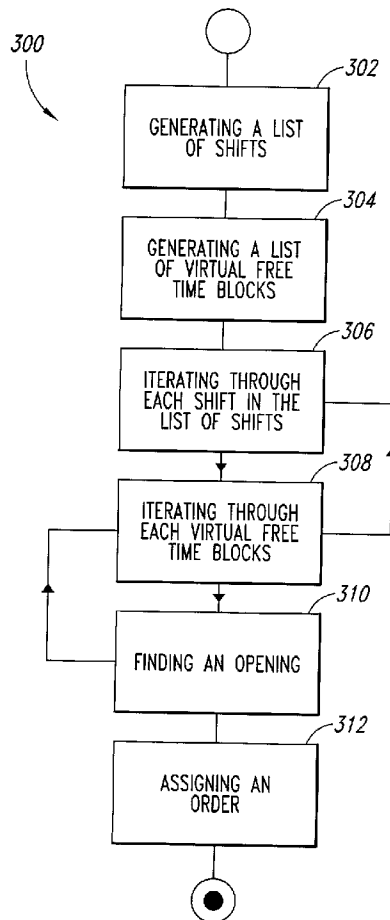 300
302
GENERATING A LIST
OF SHIFTS
304
GENERATING A LIST
OF VIRTUAL FREE
TIME BLOCKS
306
ITERATING THROUGH
EACH SHIFT IN THE
LIST OF SHIFTS
308
ITERATING THROUGH
EACH VIRTUAL FREE
TIME BLOCKS
310
FINDING AN OPENING
312
ASSIGNING AN
ORDER